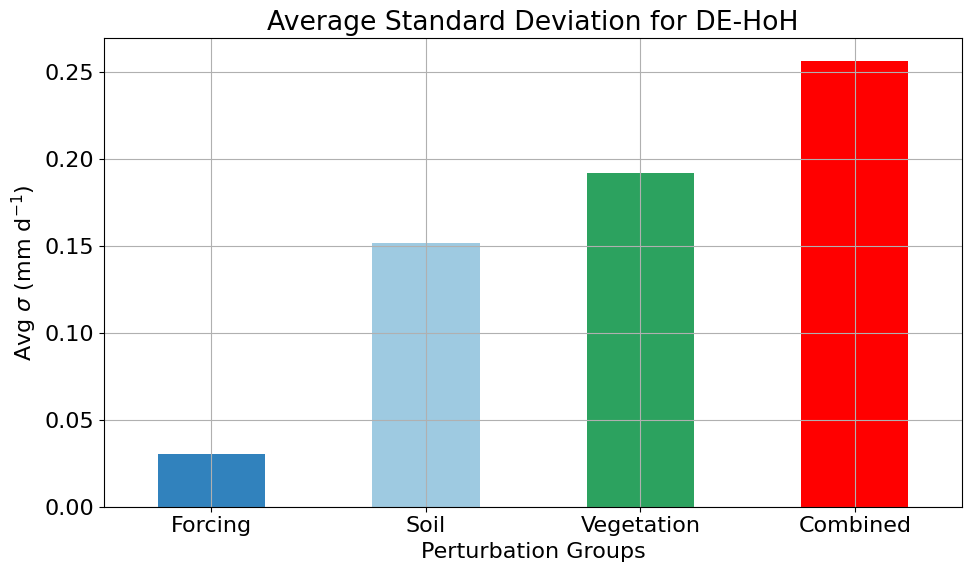 Average Standard Deviation for DE-HoH
Avg σ (mm d⁻¹)
0.25
0.20
0.15
0.10
0.05
0.00
Forcing Soil Vegetation Combined
Perturbation Groups